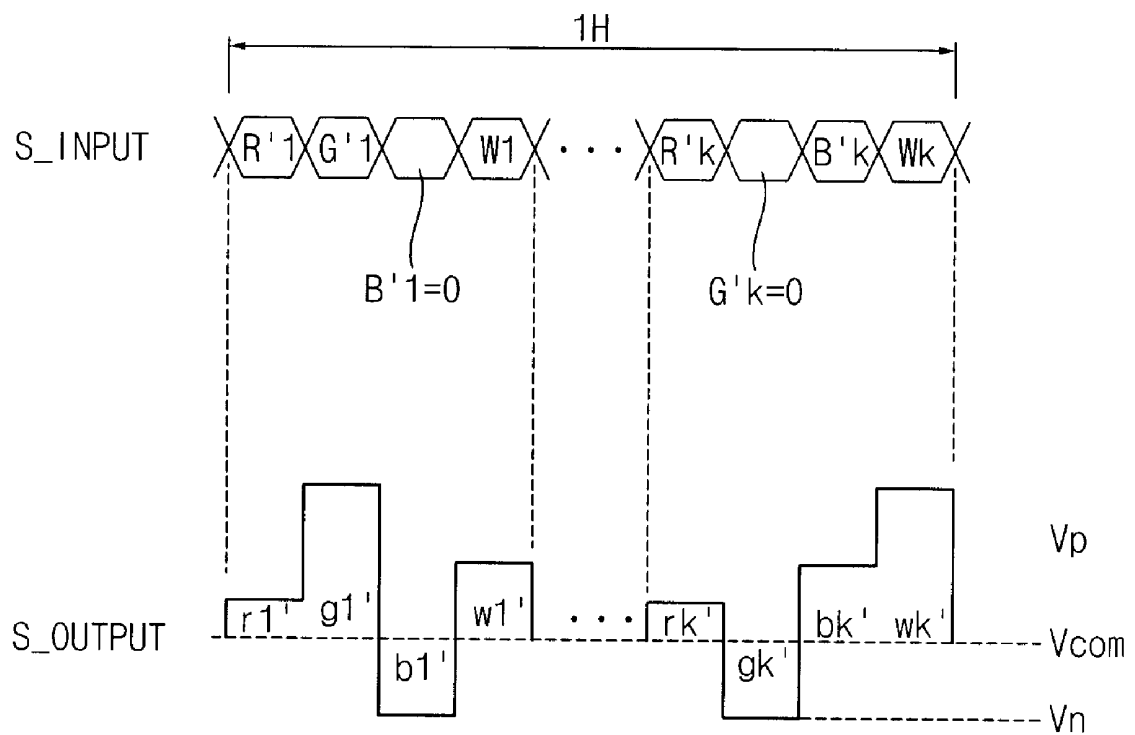 1H
S_INPUT R'1 G'1 W1 ··· R'k B'k Wk
B'1=0 G'k=0
Vp
S_OUTPUT r1' g1' b1' w1' ··· rk' gk' bk' wk' Vcom
Vn